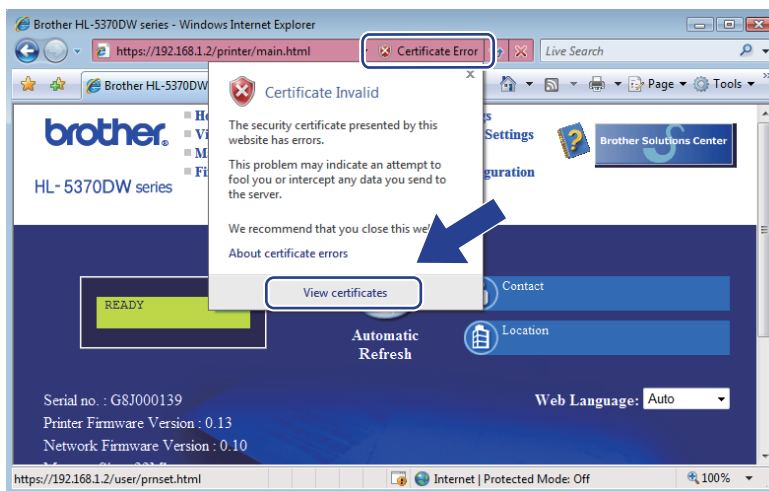 Brother HL-5370DW series - Windows Internet Explorer
https://192.168.1.2/printer/main.html
Certificate Error
Live Search
Brother HL-5370DW
Page
Tools
Certificate Invalid
The security certificate presented by this
website has errors.
This problem may indicate an attempt to
fool you or intercept any data you send to
the server.
We recommend that you close this
About certificate errors
View certificates
brother
HL-5370DW series
Settings
Brother Solutions Center
READY
Automatic
Refresh
Contact
Location
Serial no. : G8J000139
Printer Firmware Version : 0.13
Network Firmware Version : 0.10
Web Language:
Auto
https://192.168.1.2/user/prnset.html
Internet | Protected Mode: Off
100%